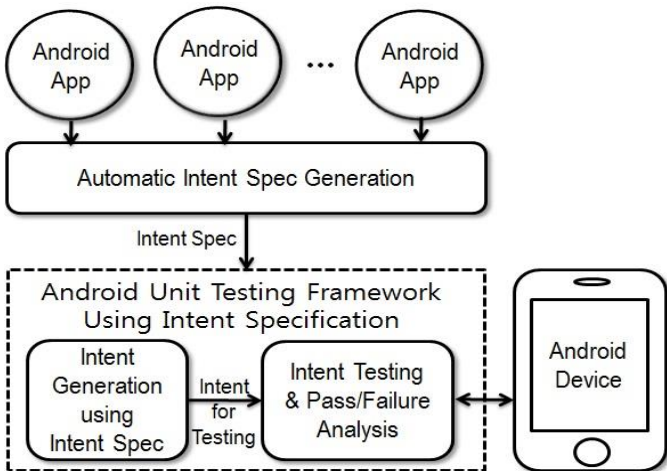 Android
App
Android
App
...
Android
App
Automatic Intent Spec Generation
Intent Spec
Android Unit Testing Framework
Using Intent Specification
Intent
Generation
using
Intent Spec
Intent
for
Testing
Intent Testing
& Pass/Failure
Analysis
Android
Device